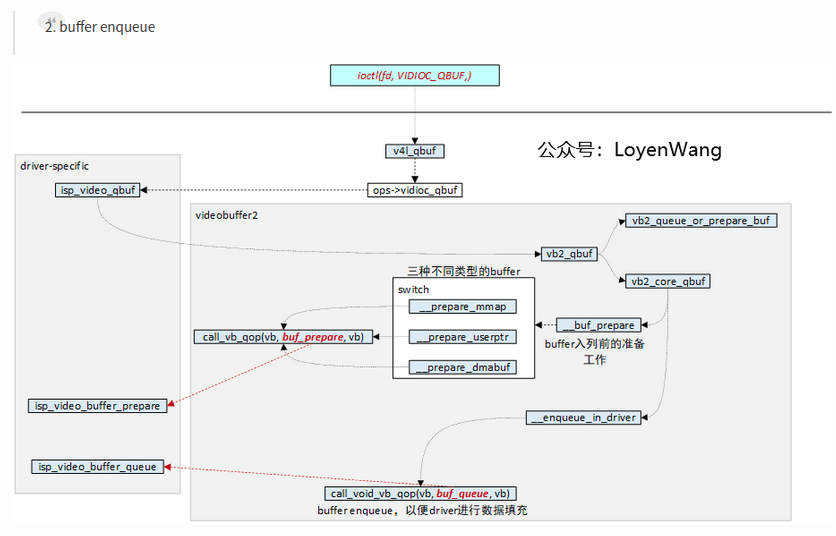 2. buffer enqueue
ioctl(fd, VIDIOC_QBUF,)
v4l_qbuf
公众号：LoyenWang
driver-specific
isp_video_qbuf
ops->vidioc_qbuf
videobuffer2
vb2_queue_or_prepare_buf
vb2_qbuf
三种不同类型的buffer
vb2_core_qbuf
switch
__prepare_mmap
__buf_prepare
call_vb_qop(vb, buf_prepare, vb)
__prepare_userptr
buffer入列前的准备
工作
__prepare_dmabuf
isp_video_buffer_prepare
__enqueue_in_driver
isp_video_buffer_queue
call_void_vb_qop(vb, buf_queue, vb)
buffer enqueue，以便driver进行数据填充